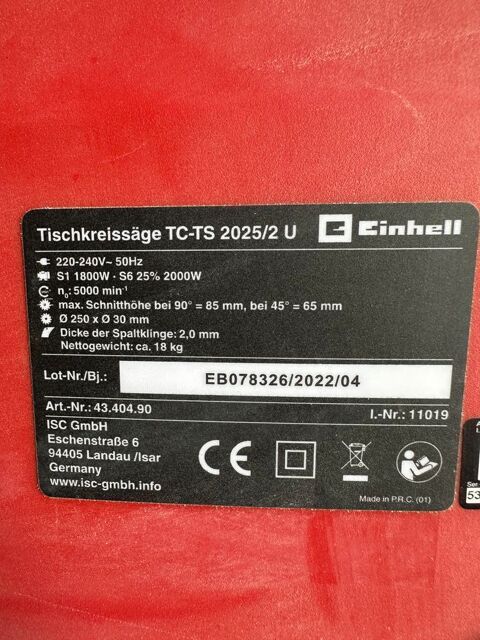 Tischkreissäge TC-TS 2025/2 U
Einhell
220-240V~ 50Hz
S1 1800W · S6 25% 2000W
n₀: 5000 min⁻¹
max. Schnitthöhe bei 90° = 85 mm, bei 45° = 65 mm
Ø 250 x Ø 30 mm
Dicke der Spaltklinge: 2,0 mm
Nettogewicht: ca. 18 kg
Lot-Nr./Bj.: EB078326/2022/04
Art.-Nr.: 43.404.90 I.-Nr.: 11019
ISC GmbH
Eschenstraße 6
94405 Landau /Isar
Germany
www.isc-gmbh.info
CE
Made in P.R.C. (01)
Ser
53